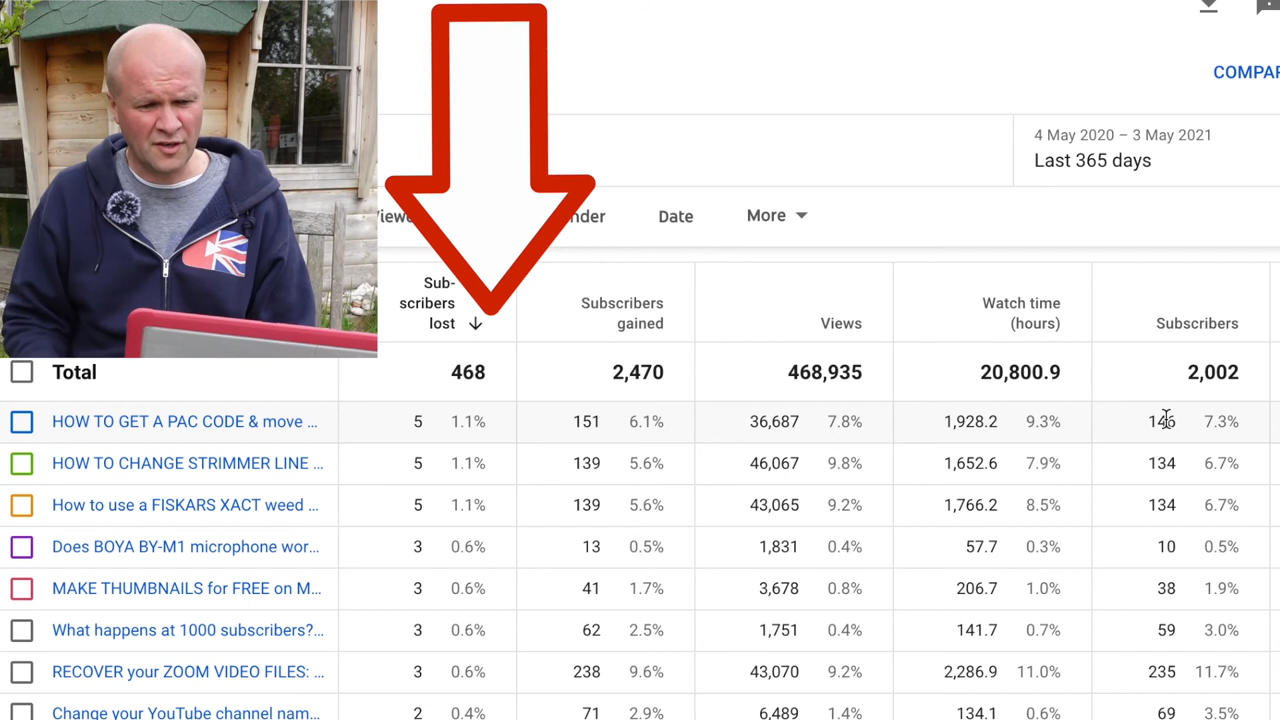 COMPAR
4 May 2020 – 3 May 2021
Last 365 days
Date
More
Sub-
scribers
lost
Subscribers
gained
Views
Watch time
(hours)
Subscribers
Total 468 2,470 468,935 20,800.9 2,002
HOW TO GET A PAC CODE & move ... 5 1.1% 151 6.1% 36,687 7.8% 1,928.2 9.3% 146 7.3%
HOW TO CHANGE STRIMMER LINE ... 5 1.1% 139 5.6% 46,067 9.8% 1,652.6 7.9% 134 6.7%
How to use a FISKARS XACT weed ... 5 1.1% 139 5.6% 43,065 9.2% 1,766.2 8.5% 134 6.7%
Does BOYA BY-M1 microphone wor... 3 0.6% 13 0.5% 1,831 0.4% 57.7 0.3% 10 0.5%
MAKE THUMBNAILS for FREE on M... 3 0.6% 41 1.7% 3,678 0.8% 206.7 1.0% 38 1.9%
What happens at 1000 subscribers?... 3 0.6% 62 2.5% 1,751 0.4% 141.7 0.7% 59 3.0%
RECOVER your ZOOM VIDEO FILES: ... 3 0.6% 238 9.6% 43,070 9.2% 2,286.9 11.0% 235 11.7%
Change your YouTube channel nam... 2 0.4% 71 2.9% 6,489 1.4% 134.1 0.6% 69 3.5%